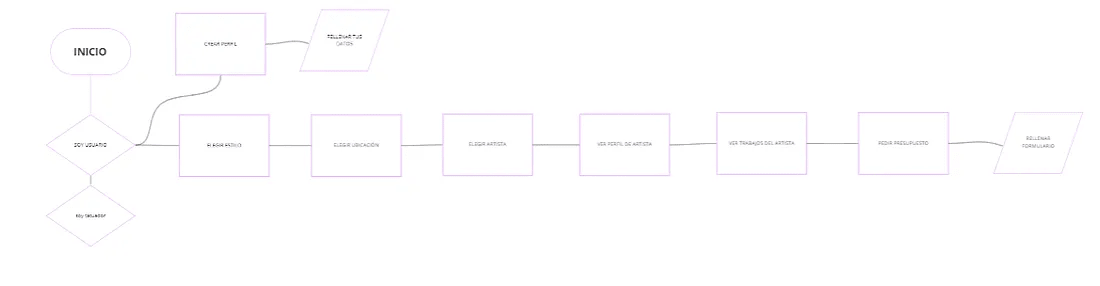 INICIO
CREAR PERFIL
RELLENAR TUS
DATOS
SOY USUARIO
ELEGIR ESTILO
ELEGIR UBICACIÓN
ELEGIR ARTISTA
VER PERFIL DE ARTISTA
VER TRABAJOS DEL ARTISTA
PEDIR PRESUPUESTO
RELLENAR
FORMULARIO
Soy tatuador